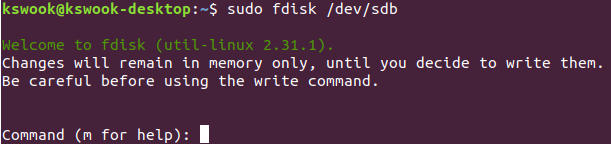 kswook@kswook-desktop:~$ sudo fdisk /dev/sdb
Welcome to fdisk (util-linux 2.31.1).
Changes will remain in memory only, until you decide to write them.
Be careful before using the write command.
Command (m for help):